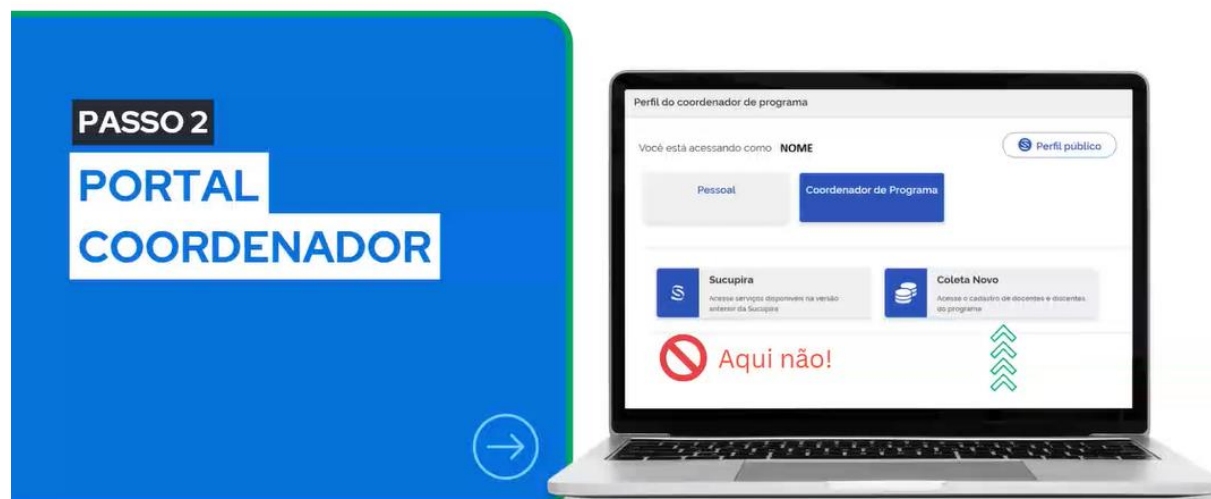 PASSO 2
PORTAL
COORDENADOR
Perfil do coordenador de programa
Você está acessando como NOME
Perfil público
Pessoal
Coordenador de Programa
Sucupira
Acesse serviços disponíveis na versão
anterior da Sucupira
Coleta Novo
Acesse o cadastro de docentes e discentes
do programa
Aqui não!